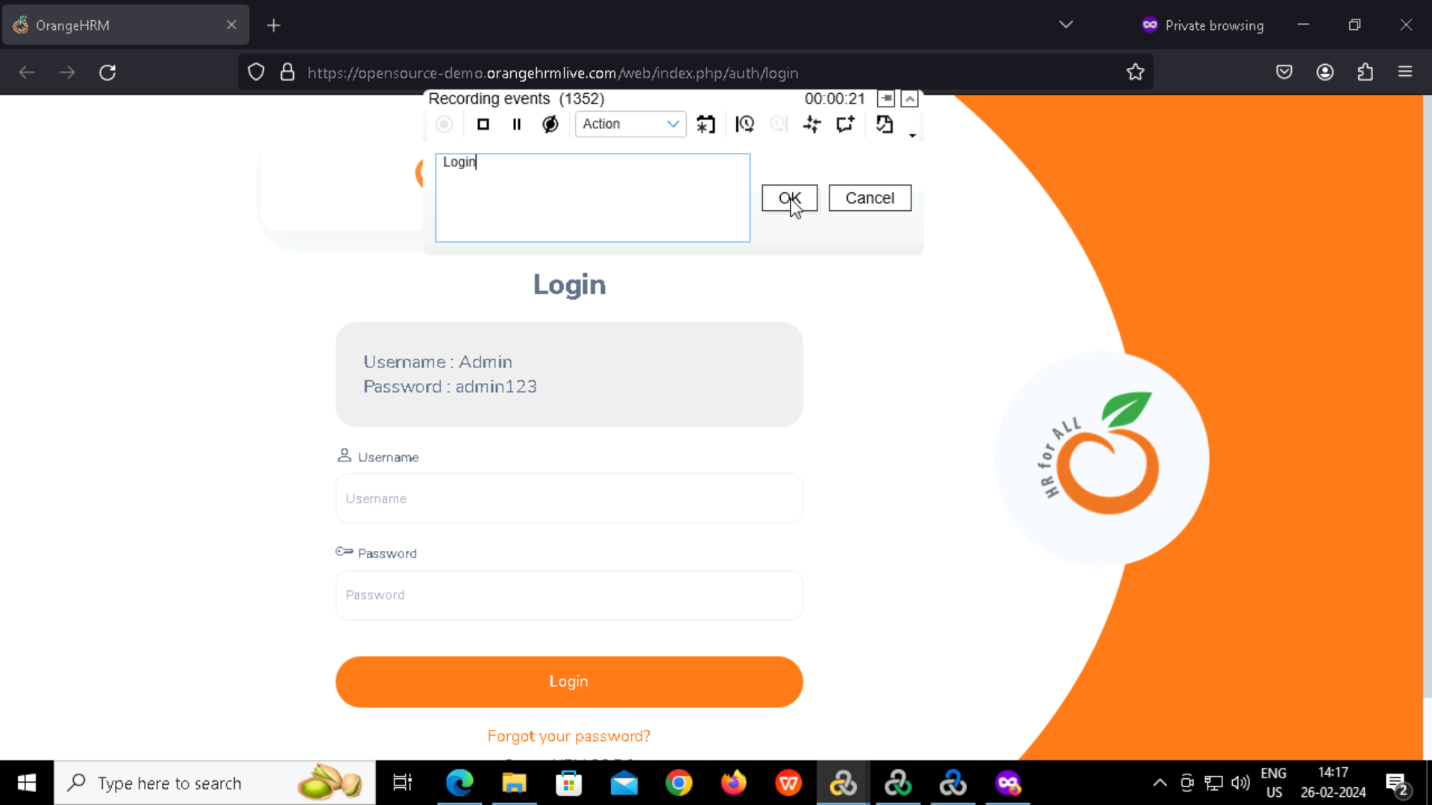 OrangeHRM
Private browsing
https://opensource-demo.orangehrmlive.com/web/index.php/auth/login
Recording events (1352)
00:00:21
Action
Login
OK
Cancel
Login
Username : Admin
Password : admin123
Username
Username
Password
Password
Login
Forgot your password?
HR for ALL
Type here to search
ENG
US
14:17
26-02-2024
2